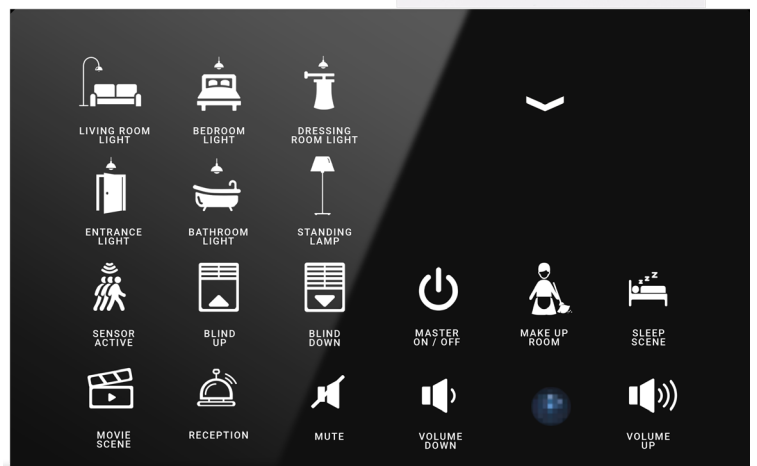 LIVING ROOM
LIGHT
BEDROOM
LIGHT
DRESSING
ROOM LIGHT
ENTRANCE
LIGHT
BATHROOM
LIGHT
STANDING
LAMP
SENSOR
ACTIVE
BLIND
UP
BLIND
DOWN
MASTER
ON / OFF
MAKE UP
ROOM
z z Z
SLEEP
SCENE
MOVIE
SCENE
RECEPTION
MUTE
VOLUME
DOWN
VOLUME
UP